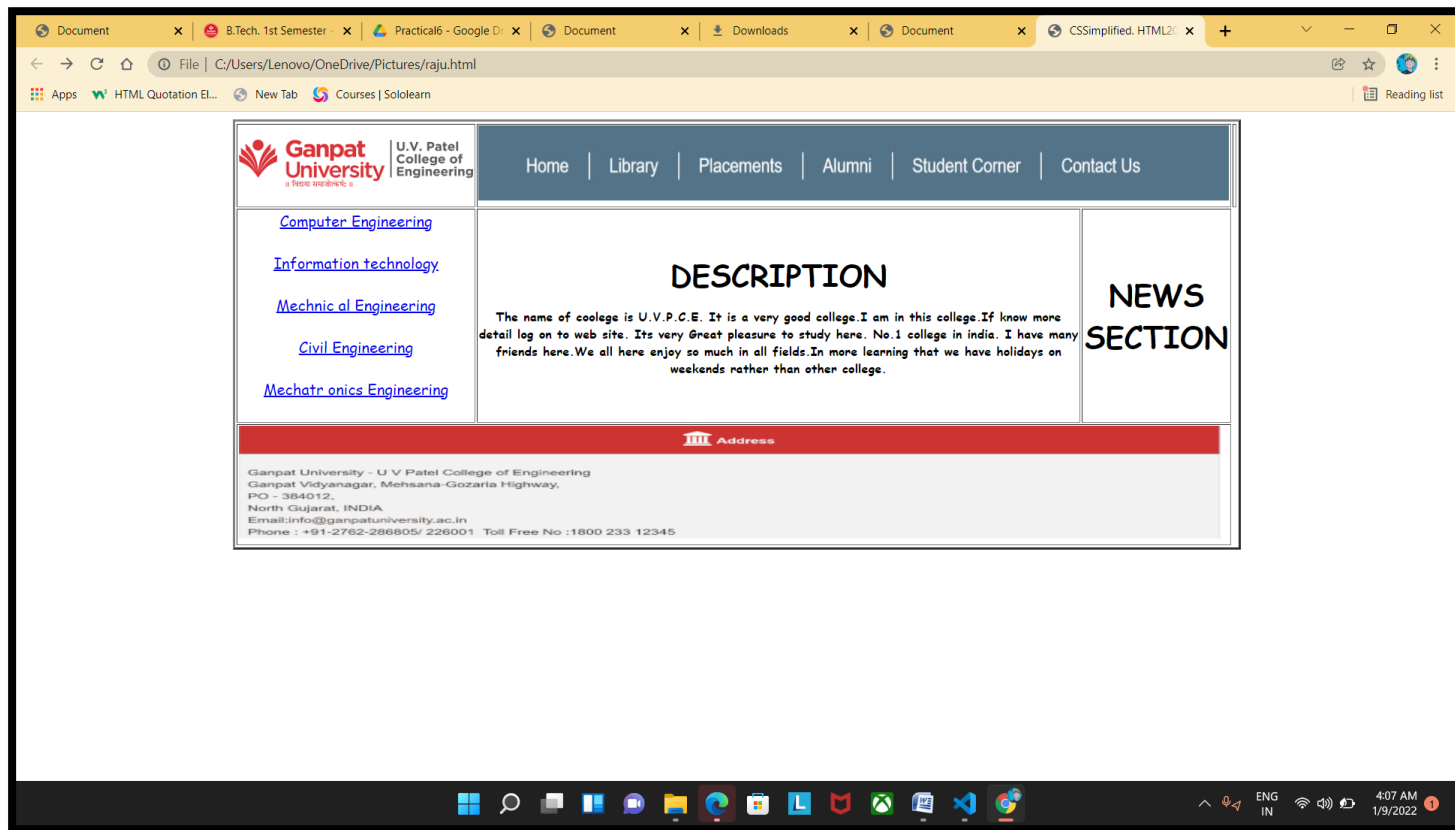 Document
B.Tech. 1st Semester -
Practical6 - Google Dr
Document
Downloads
Document
CSSimplified. HTML2C
File | C:/Users/Lenovo/OneDrive/Pictures/raju.html
Apps
HTML Quotation El...
New Tab
Courses | Sololearn
Reading list
Ganpat
University
॥ विद्यया समाजोत्कर्षः ॥
U.V. Patel
College of
Engineering
Home | Library | Placements | Alumni | Student Corner | Contact Us
Computer Engineering
Information technology
Mechnic al Engineering
Civil Engineering
Mechatr onics Engineering
DESCRIPTION
The name of coolege is U.V.P.C.E. It is a very good college.I am in this college.If know more
detail log on to web site. Its very Great pleasure to study here. No.1 college in india. I have many
friends here.We all here enjoy so much in all fields.In more learning that we have holidays on
weekends rather than other college.
NEWS
SECTION
Address
Ganpat University - U V Patel College of Engineering
Ganpat Vidyanagar, Mehsana-Gozaria Highway,
PO - 384012,
North Gujarat, INDIA
Email:info@ganpatuniversity.ac.in
Phone : +91-2762-286805/ 226001 Toll Free No :1800 233 12345
L
ENG
IN
4:07 AM
1/9/2022
1